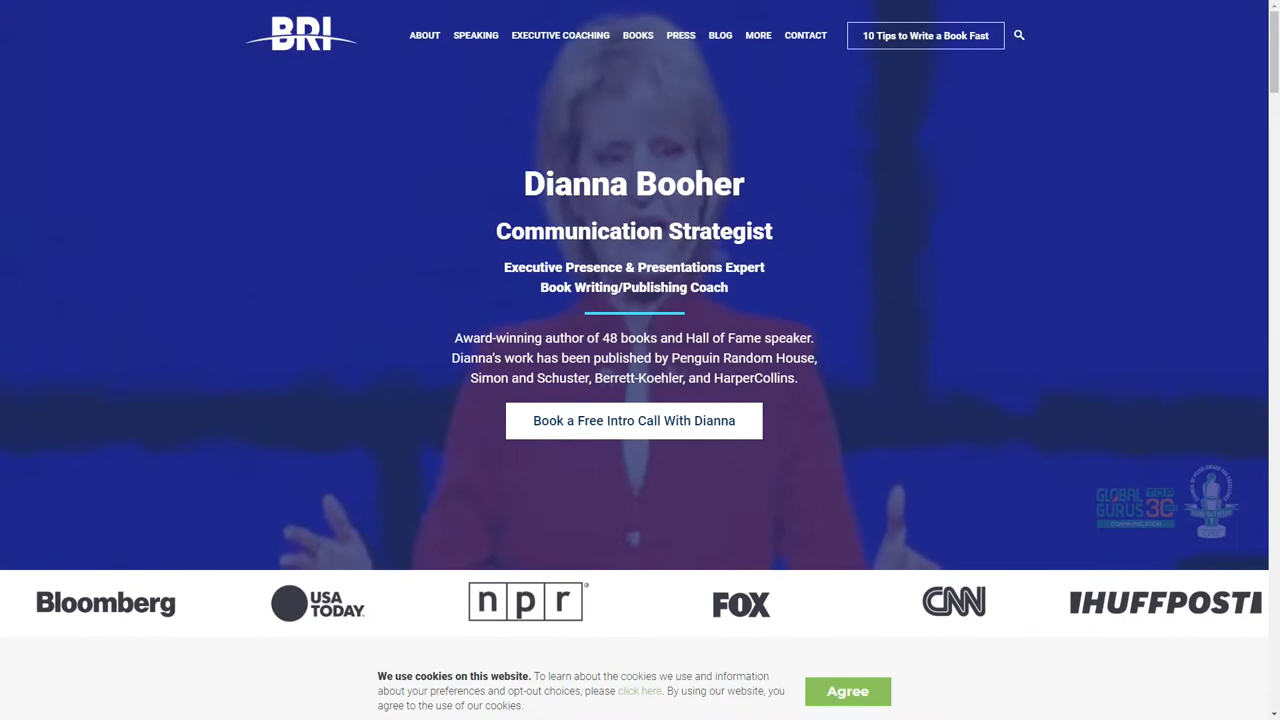 BRI
ABOUT SPEAKING EXECUTIVE COACHING BOOKS PRESS BLOG MORE CONTACT 10 Tips to Write a Book Fast
Dianna Booher
Communication Strategist
Executive Presence & Presentations Expert
Book Writing/Publishing Coach
Award-winning author of 48 books and Hall of Fame speaker.
Dianna's work has been published by Penguin Random House,
Simon and Schuster, Berrett-Koehler, and HarperCollins.
Book a Free Intro Call With Dianna
GLOBAL GURUS TOP 30
COMMUNICATION
Bloomberg USA TODAY npr® FOX CNN HUFFPOST
We use cookies on this website. To learn about the cookies we use and information
about your preferences and opt-out choices, please click here. By using our website, you
agree to the use of our cookies.
Agree